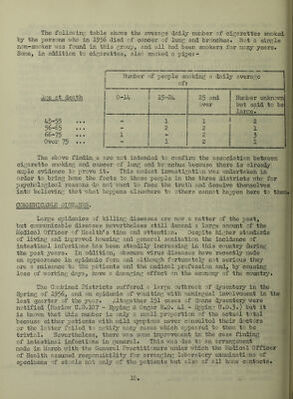 The following table shows the average daily number of cigarettes smoked
by the persons who in 1956 died of cancer of lung and bronchus. Not a single
non-smoker was found in this group, and all had been smokers for many years.
Some, in addition to cigarettes, also smoked a pipe-
Number of people smoking a daily average of:
Age at death 0-14 15-24 25 and over Number unknown but said to be large.
45-55 ... - 1 1 2
56-65 ... - 2 2 1
66-75 ... - - 2 3
Over 75 ... - 1 2 1
The above findings are not intended to confirm the association between
cigarette smoking and cancer of lung and bronchus because there is already
ample evidence to prove it. This modest investigation was undertaken in
order to bring home the facts to those people in the three districts who for
psychological reasons do not want to face the truth and deceive themselves
into believing that what happens elsewhere to others cannot happen here to them.
COMMUNICABLE DISEASES.
Large epidemics of killing diseases are now a matter of the past,
but communicable diseases nevertheless still demand a large amount of the
Medical Officer of Health's time and attention. Despite higher standards
of living and improved housing and general sanitation the incidence of
intestinal infections has been steadily increasing in this country during
the post years. In addition, obscure virus diseases have recently made
an appearance in epidemic form and although fortunately not serious they
are a nuisance to the patients and the medical profession and, by causing
loss of working days, have a damaging effect on the economy of the country.
The Combined Districts suffered a large outbreak of dysentery in the
Spring of 1956, and an epidemic of virus with meningeal involvement in the
last quarter of the year. Altogether 151 cases of Sonne dysentery were
notified but it
is known that this number is only a small proportion of the actual total
because either patients with mild symptoms never consulted their doctors
or the latter failed to notify many cases which appeared to them to be
trivial. Nevertheless, there was some improvement in the case finding
of intestinal infections in general. This was due to an arrangement
made in March with the General Practitioners under which the Medical Officer
of Health assumed responsibility for arranging laboratory examinations of
specimens of stools not only of the patients but also of all home contacts.